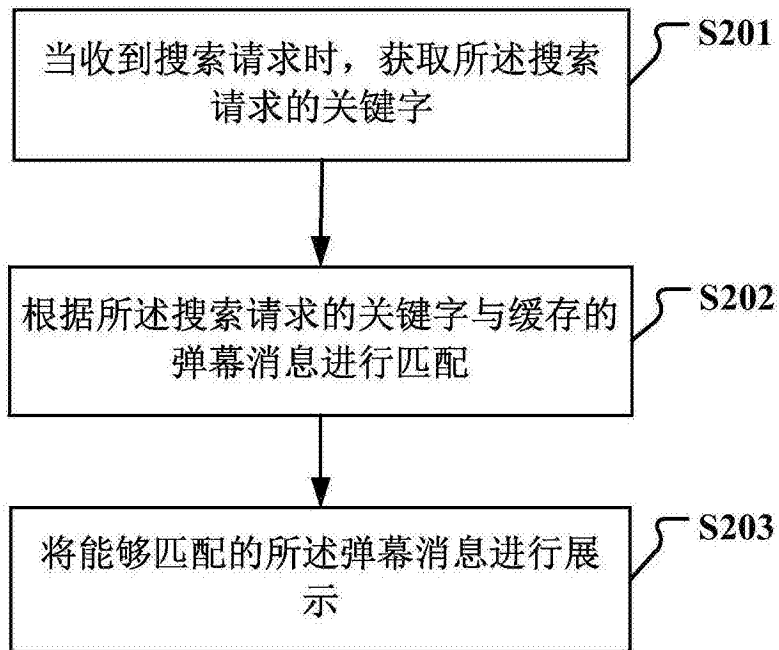 当收到搜索请求时，获取所述搜索
请求的关键字
S201
根据所述搜索请求的关键字与缓存的
弹幕消息进行匹配
S202
将能够匹配的所述弹幕消息进行展
示
S203